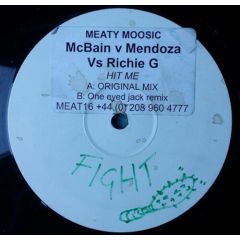 MEATY MOOSIC
McBain v Mendoza
Vs Richie G
HIT ME
A: ORIGINAL MIX
B: One eyed jack remix
MEAT16 +44 (0) 208 960 4777
FIGHT